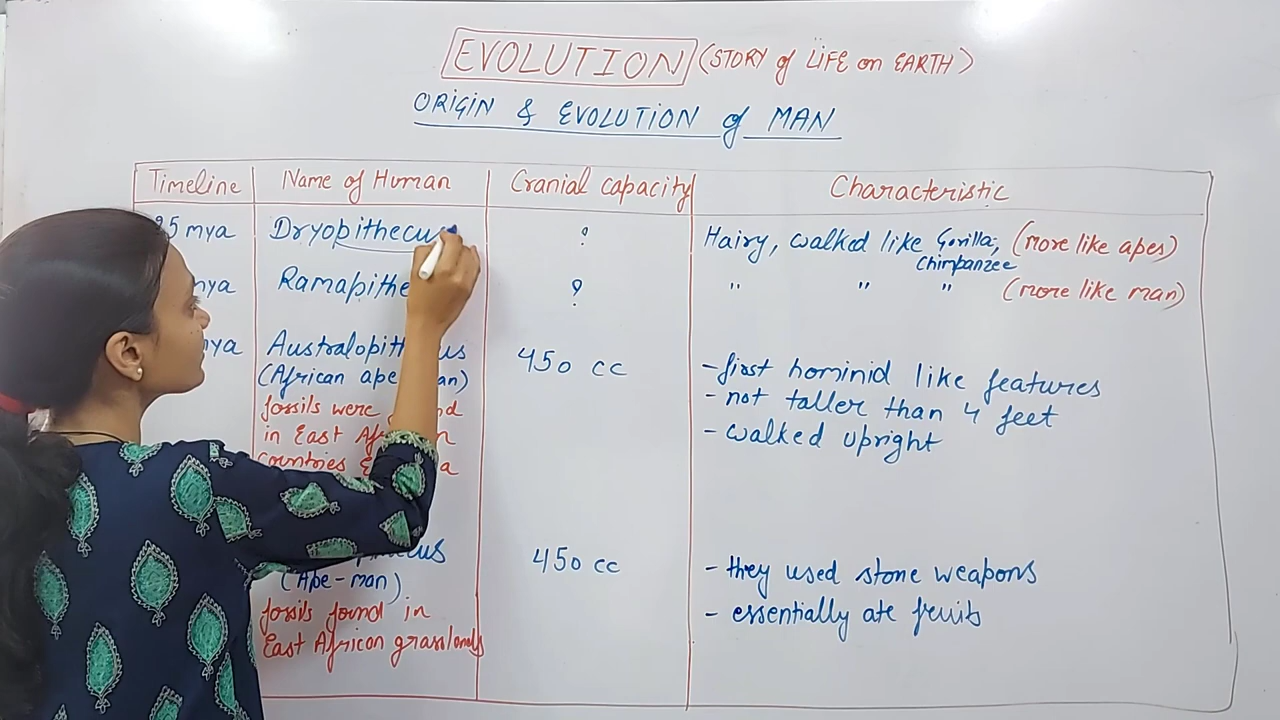 EVOLUTION (STORY of LIFE on EARTH)
ORIGIN & EVOLUTION of MAN
Timeline Name of Human Cranial capacity Characteristic
mya Dryopithecus ? Hairy, walked like Gorilla, (more like apes)
Chimpanzee
mya ? " " " (more like man)
mya 450 cc - first hominid like features
(African - not taller than 4 feet
fossils were - walked upright
in East
countries
450 cc - they used stone weapons
(Ape-man) - essentially ate fruits
fossils found in
East African grasslands